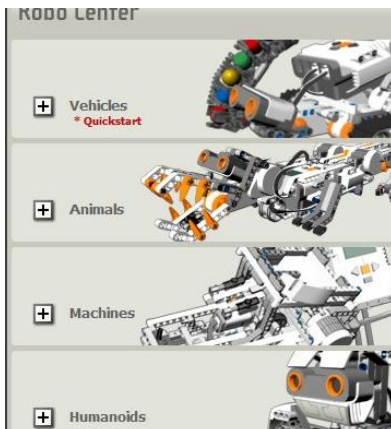 Robo Center
Vehicles
* Quickstart
Animals
Machines
Humanoids